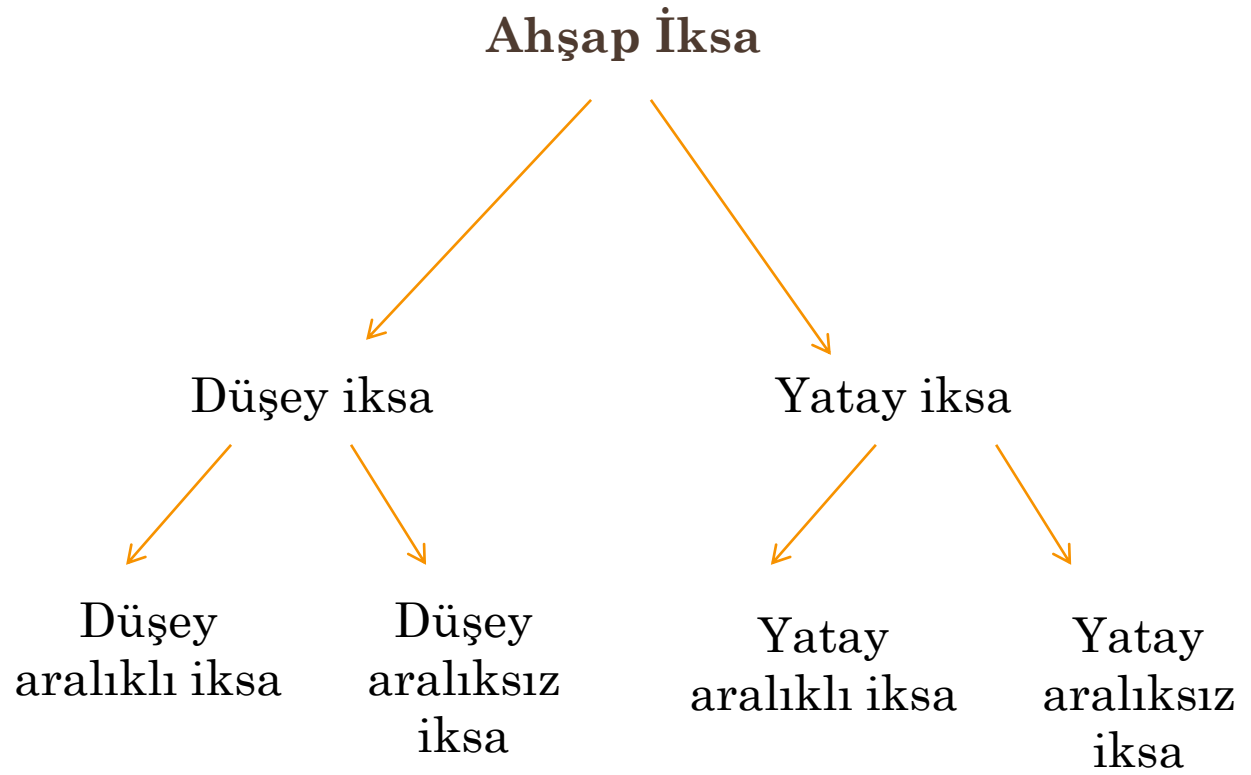 Ahşap İksa
Düşey iksa
Yatay iksa
Düşey
aralıklı iksa
Düşey
aralıksız
iksa
Yatay
aralıklı iksa
Yatay
aralıksız
iksa